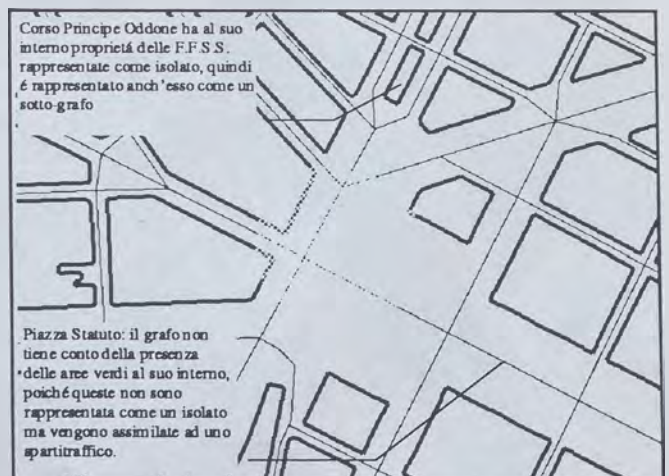 Corso Principe Oddone ha al suo
interno proprietá delle F.F.S.S.
rappresentate come isolato, quindi
é rappresentato anch'esso come un
sotto-grafo
Piazza Statuto: il grafo non
tiene conto della presenza
delle aree verdi al suo interno,
poiché queste non sono
rappresentata come un isolato
ma vengono assimilate ad uno
spartitraffico.